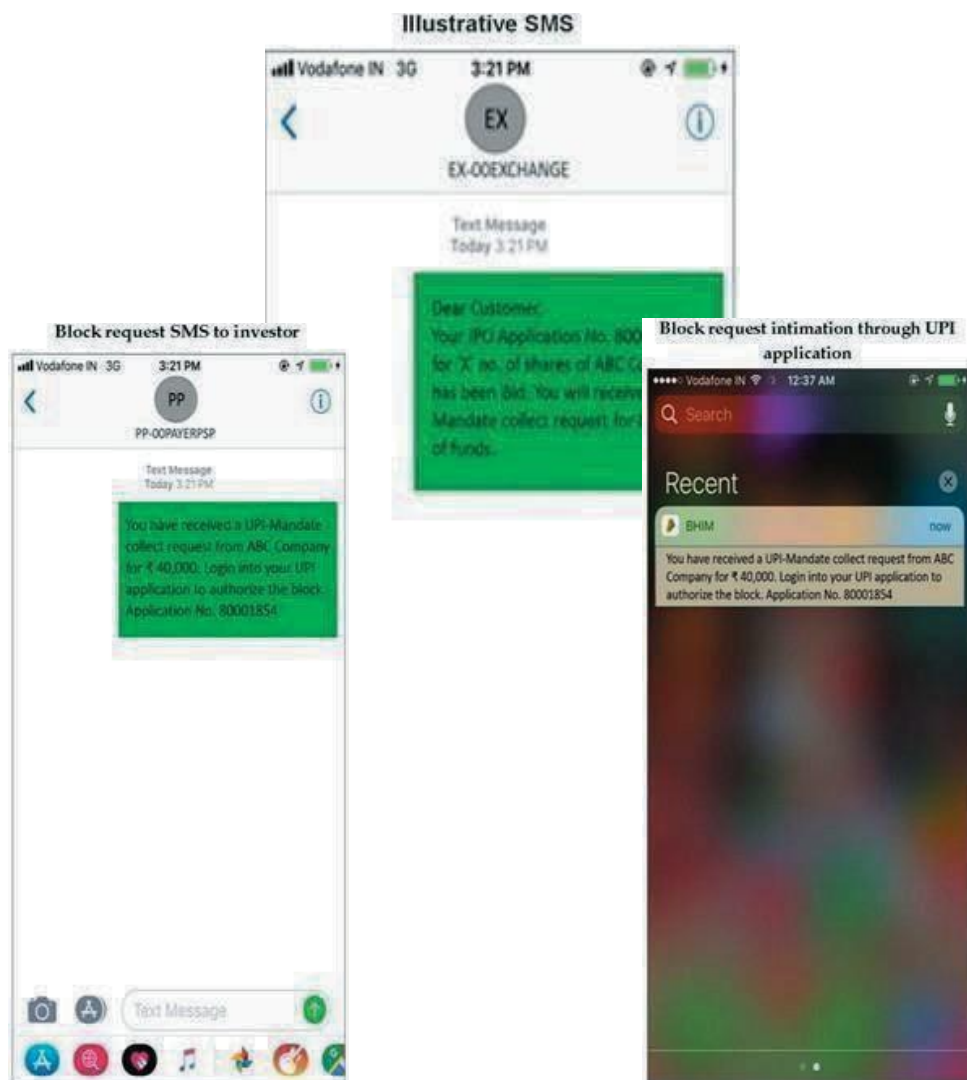 Illustrative SMS
Vodafone IN 3G 3:21 PM
EX
EX-OOEXCHANGE
Text Message
Today 3:21 PM
Dear Customer,
Your IPO Application No. 800
for 'X' no. of shares of ABC Co
has been Bid. You will receive
Mandate collect request for
of funds.
Block request SMS to investor
Vodafone IN 3G 3:21 PM
PP
PP-OOPAYERPSP
Text Message
Today 3:21 PM
You have received a UPI-Mandate
collect request from ABC Company
for ₹ 40,000. Login into your UPI
application to authorize the block.
Application No. 80001854
Text Message
Block request intimation through UPI
application
Vodafone IN 12:37 AM
Search
Recent
BHIM now
You have received a UPI-Mandate collect request from ABC
Company for ₹ 40,000. Login into your UPI application to
authorize the block. Application No. 80001854